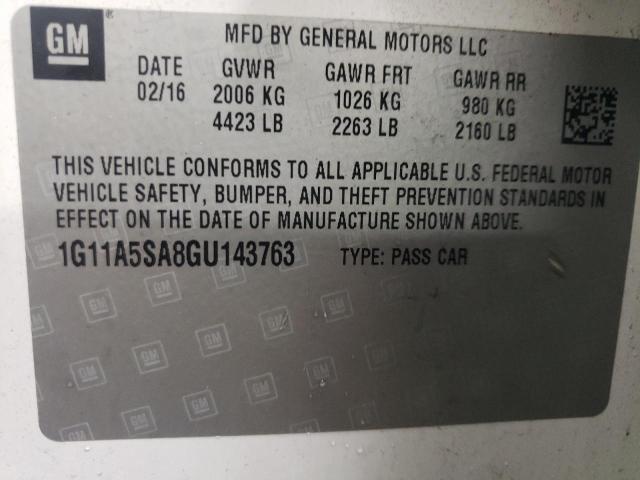 GM
MFD BY GENERAL MOTORS LLC
DATE GVWR GAWR FRT GAWR RR
02/16 2006 KG 1026 KG 980 KG
4423 LB 2263 LB 2160 LB
THIS VEHICLE CONFORMS TO ALL APPLICABLE U.S. FEDERAL MOTOR
VEHICLE SAFETY, BUMPER, AND THEFT PREVENTION STANDARDS IN
EFFECT ON THE DATE OF MANUFACTURE SHOWN ABOVE.
1G11A5SA8GU143763 TYPE: PASS CAR